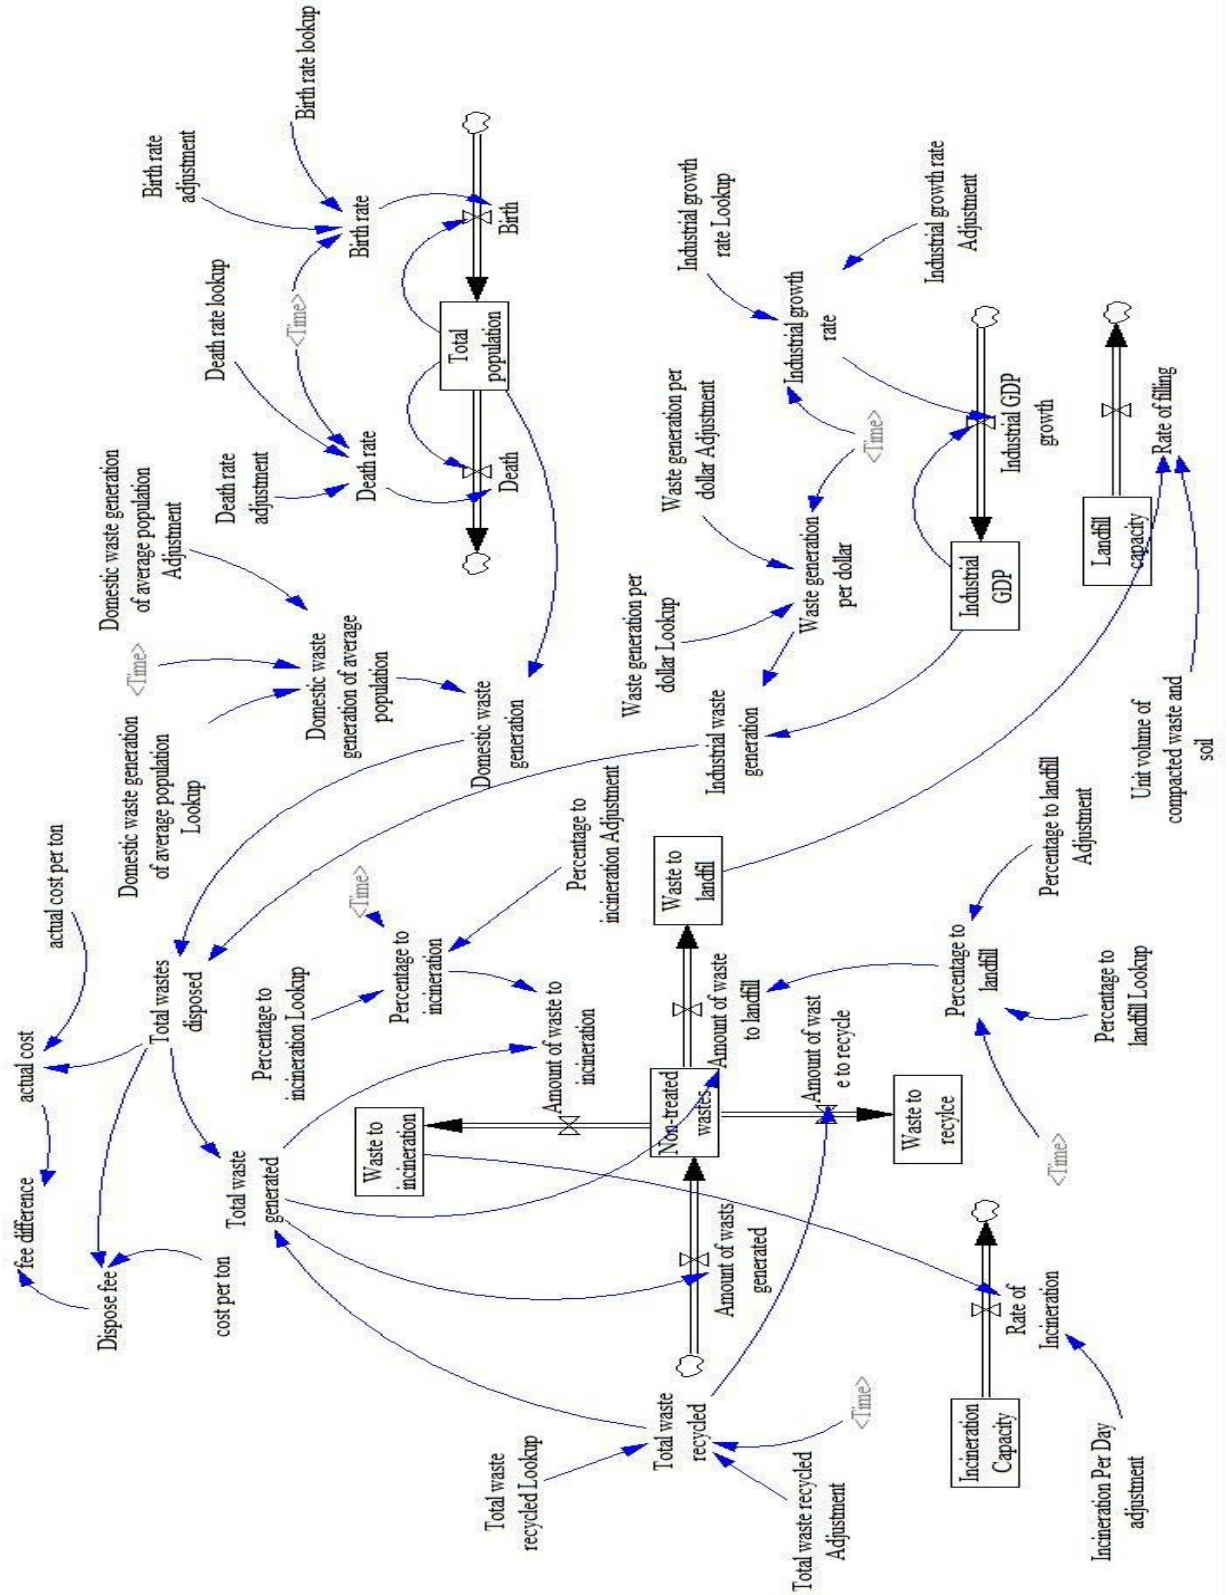 fee difference
actual cost
actual cost per ton
Dispose fee
cost per ton
Total wastes
disposed
Domestic waste generation
of average population
Lookup
<Time>
Domestic waste generation
of average population
Adjustment
Birth rate
adjustment
Birth rate lookup
Death rate
adjustment
Death rate lookup
<Time>
Total waste
generated
Percentage to
incineration Lookup
<Time>
Domestic waste
generation of average
population
Death rate
Birth rate
Waste to
incineration
Percentage to
incineration
Domestic waste
generation
Total
population
Death
Birth
Total waste
recycled Lookup
Amount of waste to
incineration
Percentage to
incineration Adjustment
Waste generation per
dollar Lookup
Waste generation per
dollar Adjustment
Industrial growth
rate Lookup
Total waste
recycled
Amount of wasts
generated
Non-treated
wastes
Amount of waste
to landfill
Waste to
landfil
Industrial waste
generation
Waste generation
per dollar
Industrial growth
rate
Total waste recycled
Adjustment
<Time>
Amount of wast
e to recycle
<Time>
Waste to
recylce
Industrial growth rate
Adjustment
Incineration
Capacity
Rate of
Incineration
Percentage to
landfill
Industrial
GDP
Industrial GDP
growth
<Time>
Percentage to landfill
Adjustment
Incineration Per Day
adjustment
Percentage to
landfill Lookup
Landfill
capacity
Rate of filling
Unit volume of
compacted waste and
soil